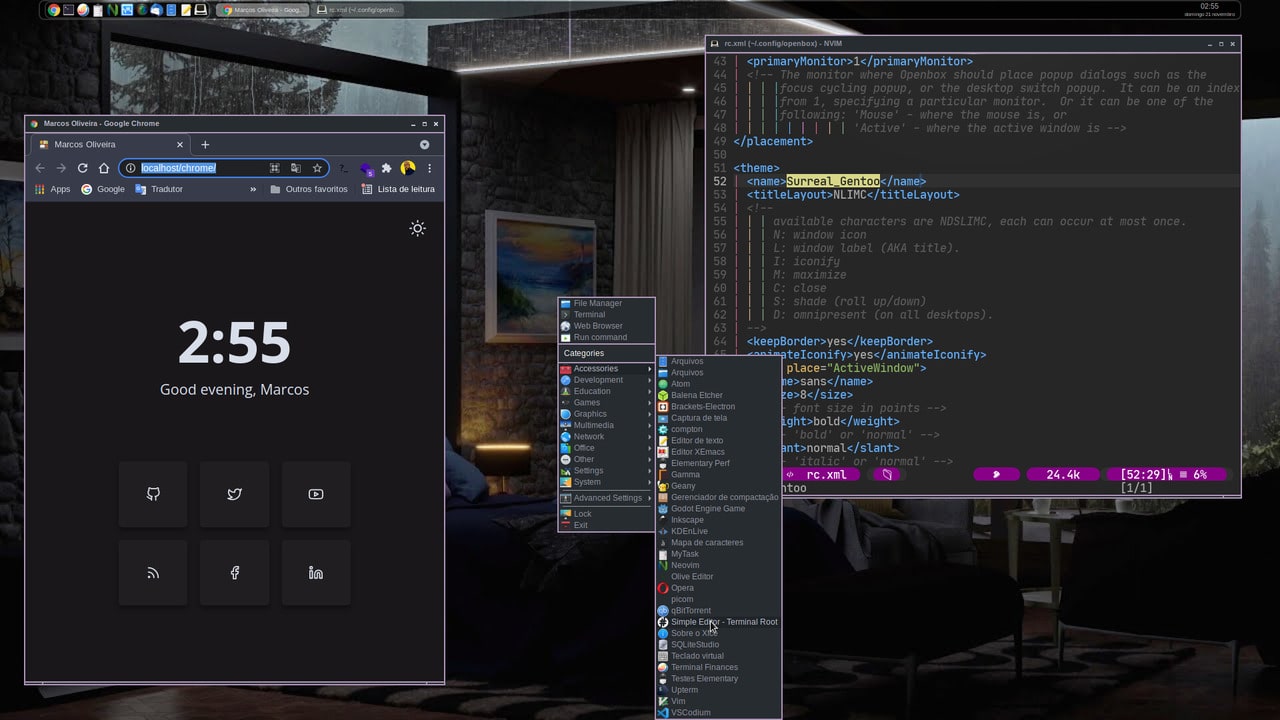 Marcos Oliveira - Goog...
rc.xml (~/.config/openb...
02:55
domingo 21 novembro
Marcos Oliveira - Google Chrome
Marcos Oliveira
localhost/chrome/
Apps
Google
Tradutor
»
Outros favoritos
Lista de leitura
2:55
Good evening, Marcos
File Manager
Terminal
Web Browser
Run command
Categories
Accessories
Development
Education
Games
Graphics
Multimedia
Network
Office
Other
Settings
System
Advanced Settings
Lock
Exit
Arquivos
Arquivos
Atom
Balena Etcher
Brackets-Electron
Captura de tela
compton
Editor de texto
Editor XEmacs
Elementary Perf
Gamma
Geany
Gerenciador de compactação
Godot Engine Game
Inkscape
KDEnLive
Mapa de caracteres
MyTask
Neovim
Olive Editor
Opera
picom
qBitTorrent
Simple Editor - Terminal Root
Sobre o Xfce
SQLiteStudio
Teclado virtual
Terminal Finances
Testes Elementary
Upterm
Vim
VSCodium
rc.xml (~/.config/openbox) - NVIM
43 <primaryMonitor>1</primaryMonitor>
44 <!-- The monitor where Openbox should place popup dialogs such as the
45 focus cycling popup, or the desktop switch popup.  It can be an index
46 from 1, specifying a particular monitor.  Or it can be one of the
47 following: 'Mouse' - where the mouse is, or
48 'Active' - where the active window is -->
49 </placement>
50
51 <theme>
52 <name>Surreal_Gentoo</name>
53 <titleLayout>NLIMC</titleLayout>
54 <!--
55 available characters are NDSLIMC, each can occur at most once.
56 N: window icon
57 L: window label (AKA title).
58 I: iconify
59 M: maximize
60 C: close
61 S: shade (roll up/down)
62 D: omnipresent (on all desktops).
63 -->
64 <keepBorder>yes</keepBorder>
<animateIconify>yes</animateIconify>
place="ActiveWindow">
>sans</name>
>8</size>
font size in points -->
ight>bold</weight>
'bold' or 'normal' -->
ant>normal</slant>
'italic' or 'normal' -->
rc.xml
24.4k
[52:29]
6%
ntoo
[1/1]